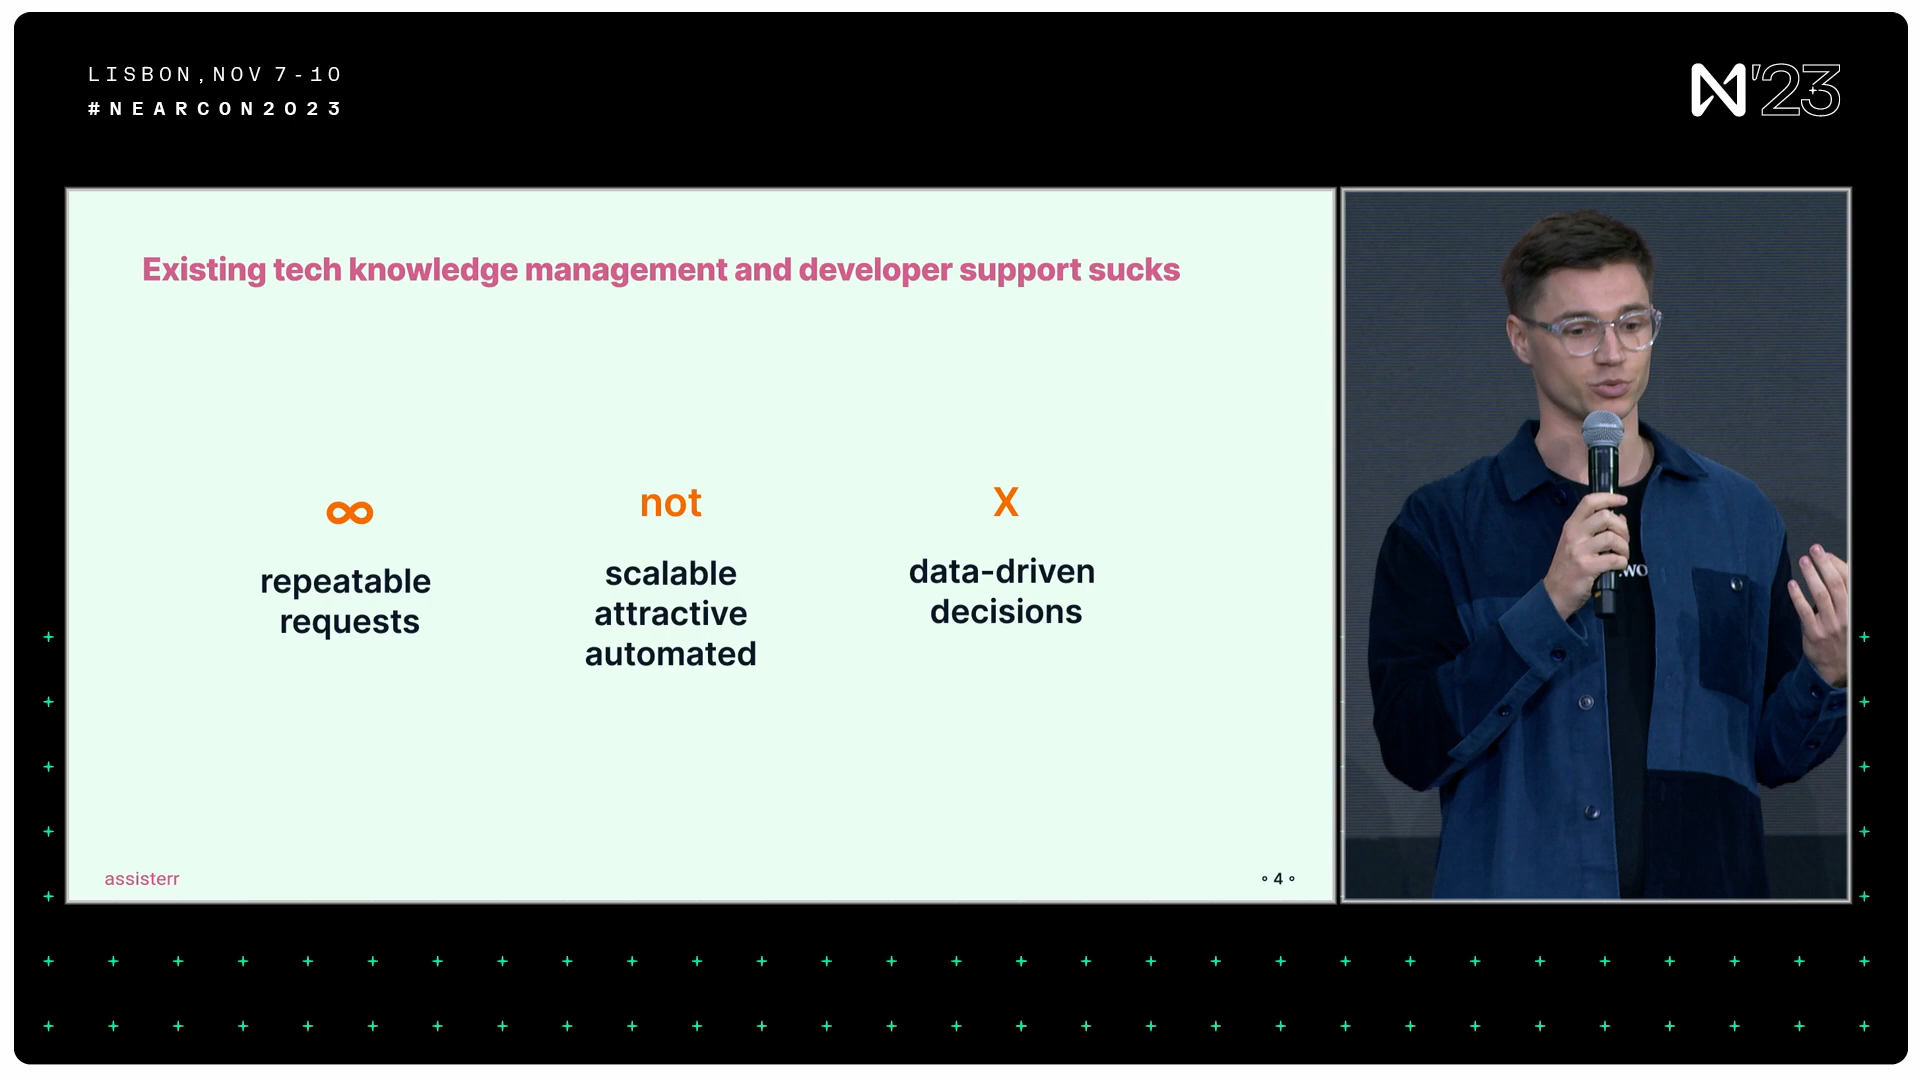 LISBON, NOV 7-10
#NEARCON2023
'23
Existing tech knowledge management and developer support sucks
∞
repeatable
requests
not
scalable
attractive
automated
X
data-driven
decisions
assisterr
∘ 4 ∘